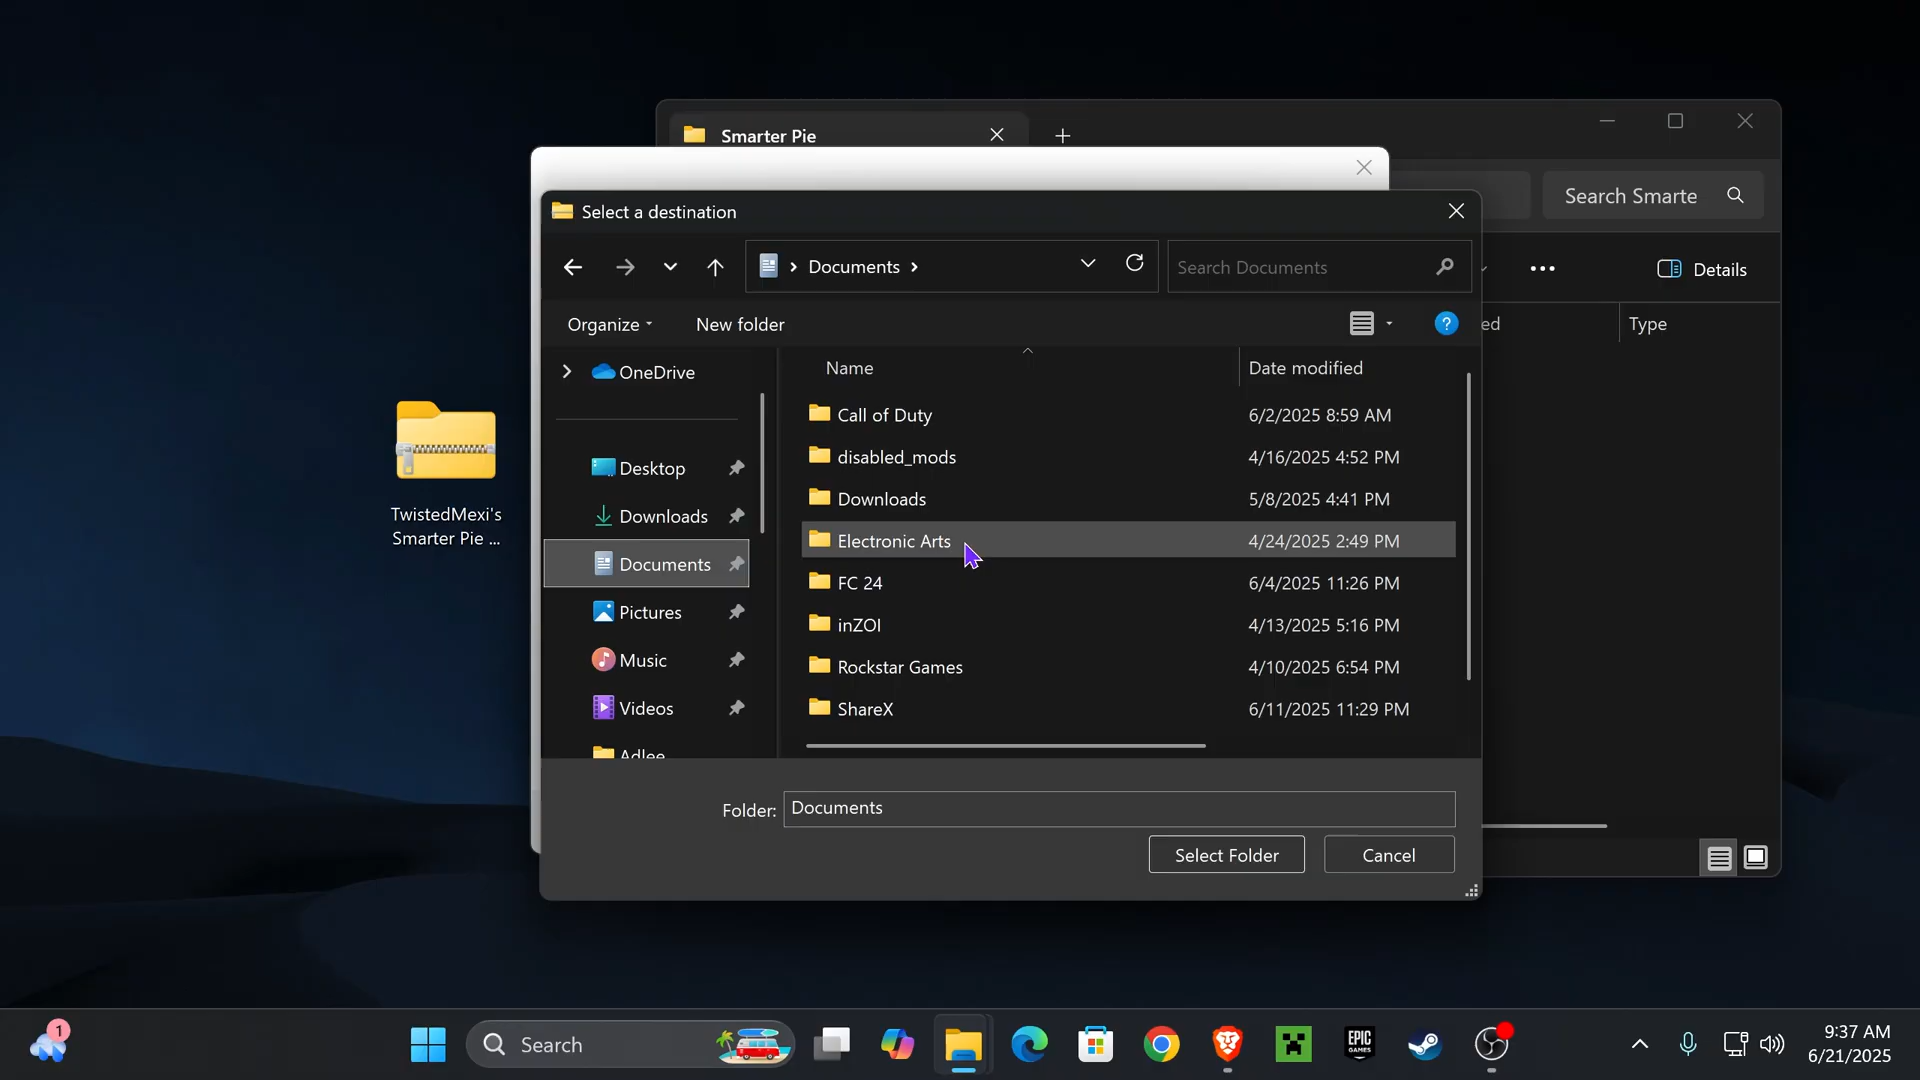 Smarter Pie
Search Smarte
Details
ed
Type
Select a destination
Documents
Search Documents
Organize
New folder
?
OneDrive
Desktop
Downloads
Documents
Pictures
Music
Videos
Adlee
Name
Date modified
Call of Duty
6/2/2025 8:59 AM
disabled_mods
4/16/2025 4:52 PM
Downloads
5/8/2025 4:41 PM
Electronic Arts
4/24/2025 2:49 PM
FC 24
6/4/2025 11:26 PM
inZOI
4/13/2025 5:16 PM
Rockstar Games
4/10/2025 6:54 PM
ShareX
6/11/2025 11:29 PM
Folder:
Documents
Select Folder
Cancel
TwistedMexi's
Smarter Pie ...
1
Search
EPIC
GAMES
9:37 AM
6/21/2025